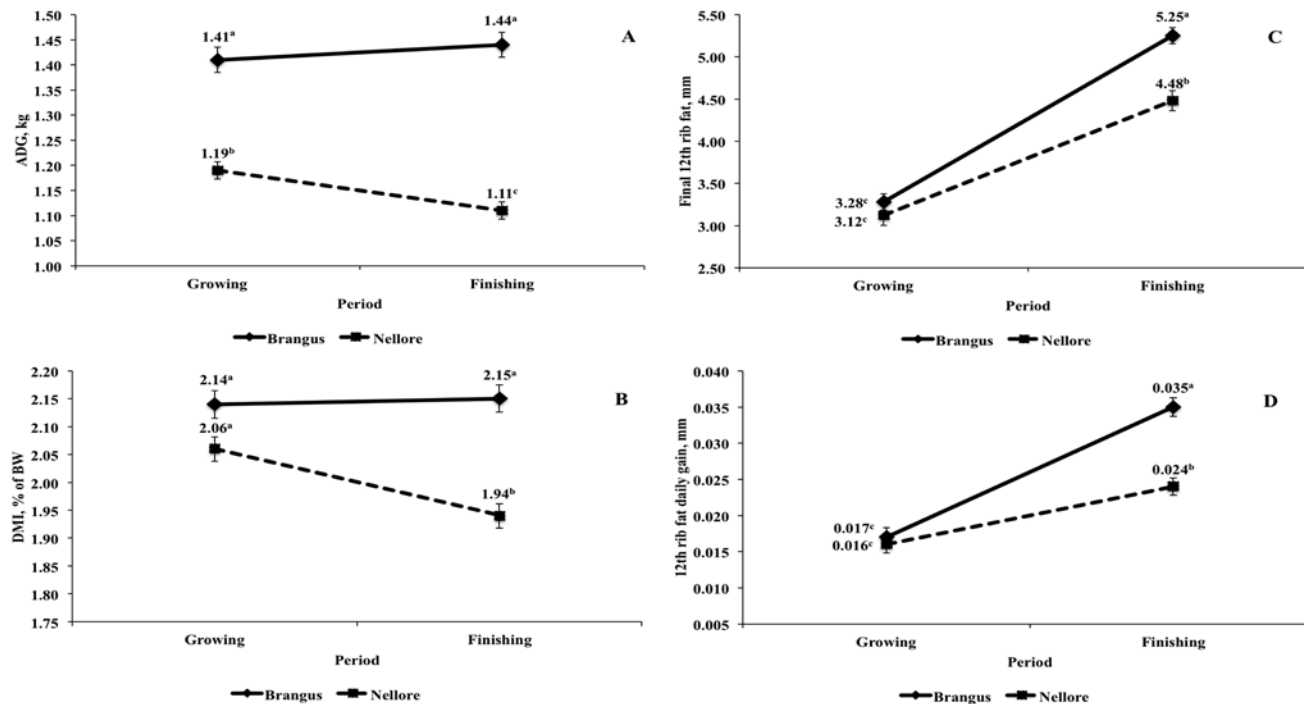 A
ADG, kg
1.50
1.45
1.40
1.35
1.30
1.25
1.20
1.15
1.10
1.05
1.00
1.41ᵃ
1.44ᵃ
1.19ᵇ
1.11ᶜ
Growing Finishing
Period
Brangus Nellore
B
DMI, % of BW
2.20
2.15
2.10
2.05
2.00
1.95
1.90
1.85
1.80
1.75
2.14ᵃ
2.15ᵃ
2.06ᵃ
1.94ᵇ
Growing Finishing
Period
Brangus Nellore
C
Final 12th rib fat, mm
5.50
5.00
4.50
4.00
3.50
3.00
2.50
5.25ᵃ
4.48ᵇ
3.28ᶜ
3.12ᶜ
Growing Finishing
Period
Brangus Nellore
D
12th rib fat daily gain, mm
0.040
0.035
0.030
0.025
0.020
0.015
0.010
0.005
0.035ᵃ
0.024ᵇ
0.017ᶜ
0.016ᶜ
Growing Finishing
Period
Brangus Nellore